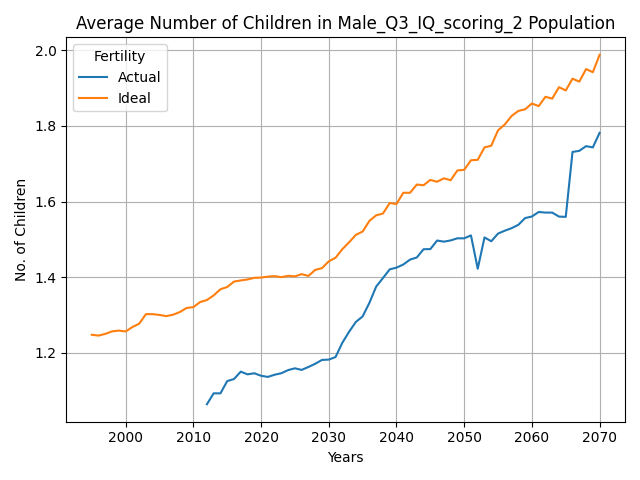 Average Number of Children in Male_Q3_IQ_scoring_2 Population
Fertility
Actual
Ideal
No. of Children
2.0
1.8
1.6
1.4
1.2
2000 2010 2020 2030 2040 2050 2060 2070
Years